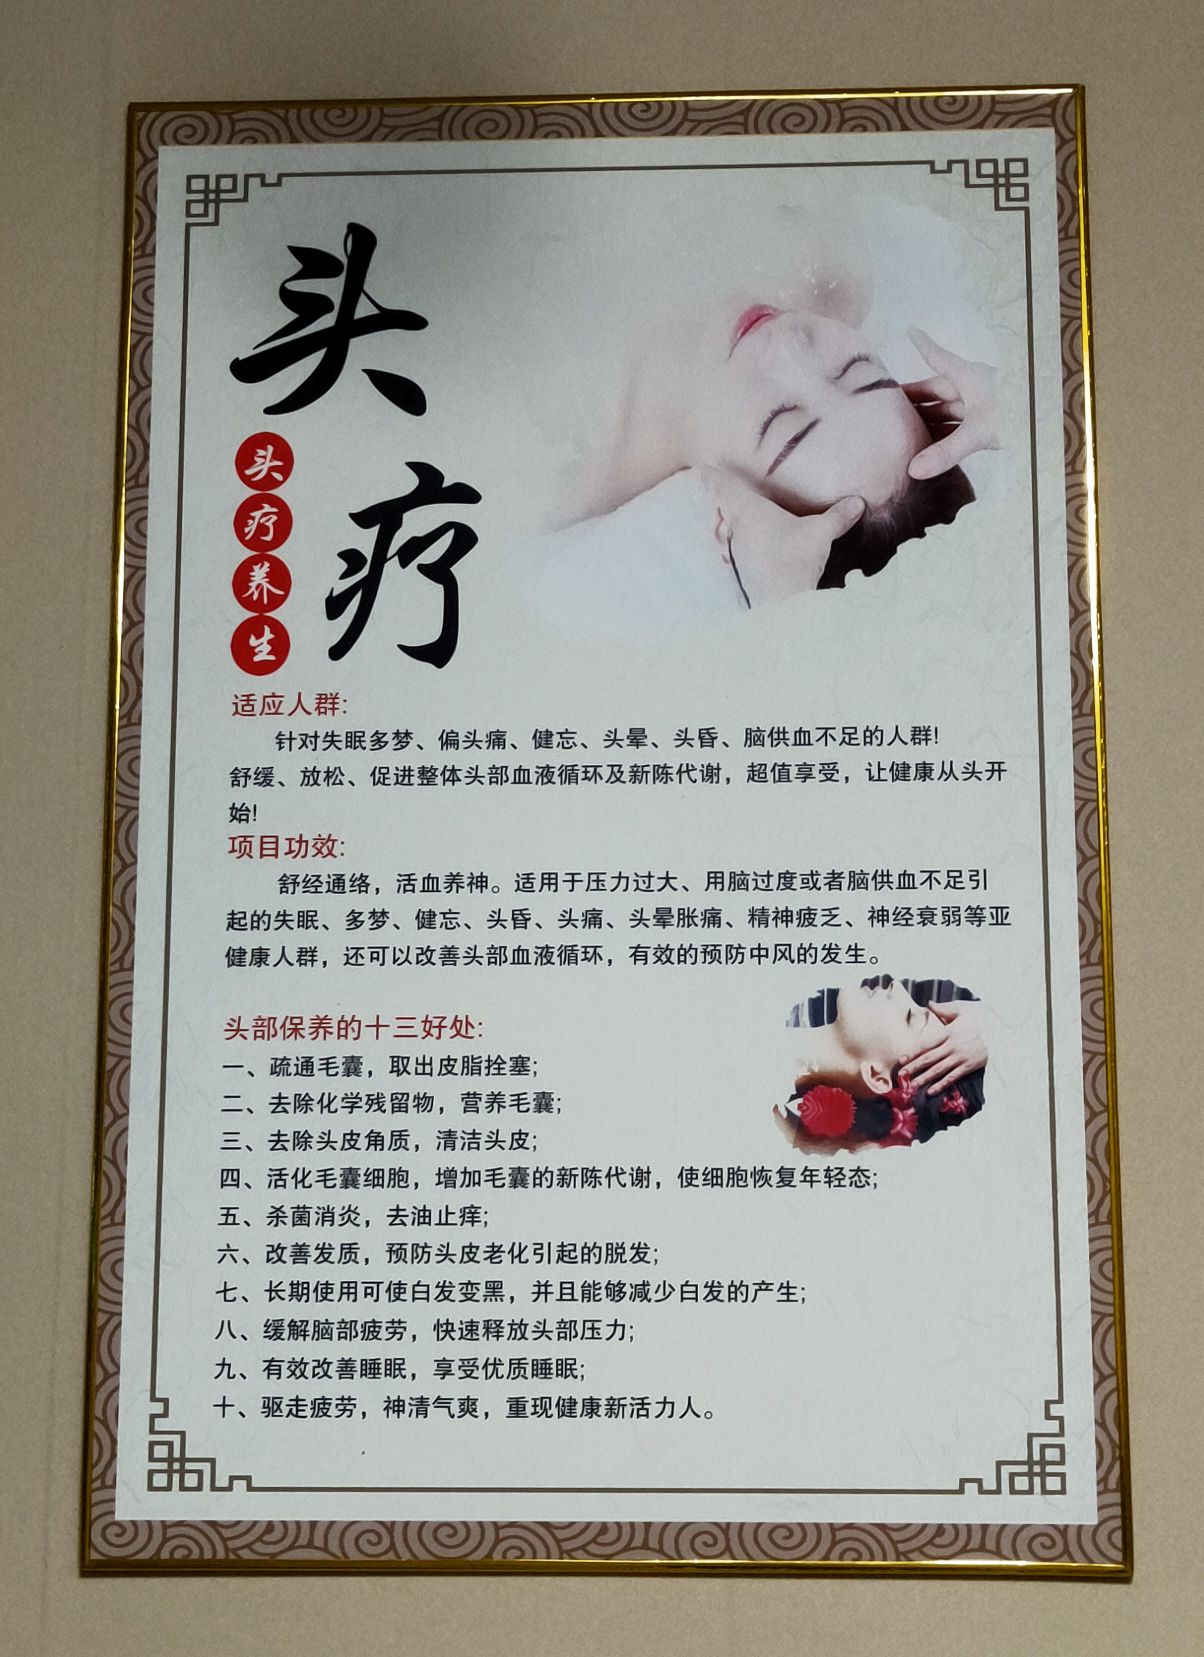 头
疗
头疗养生
适应人群:
针对失眠多梦、偏头痛、健忘、头晕、头昏、脑供血不足的人群!
舒缓、放松、促进整体头部血液循环及新陈代谢，超值享受，让健康从头开
始!
项目功效:
舒经通络，活血养神。适用于压力过大、用脑过度或者脑供血不足引
起的失眠、多梦、健忘、头昏、头痛、头晕胀痛、精神疲乏、神经衰弱等亚
健康人群，还可以改善头部血液循环，有效的预防中风的发生。
头部保养的十三好处:
一、疏通毛囊，取出皮脂拴塞;
二、去除化学残留物，营养毛囊;
三、去除头皮角质，清洁头皮;
四、活化毛囊细胞，增加毛囊的新陈代谢，使细胞恢复年轻态;
五、杀菌消炎，去油止痒;
六、改善发质，预防头皮老化引起的脱发;
七、长期使用可使白发变黑，并且能够减少白发的产生;
八、缓解脑部疲劳，快速释放头部压力;
九、有效改善睡眠，享受优质睡眠;
十、驱走疲劳，神清气爽，重现健康新活力人。